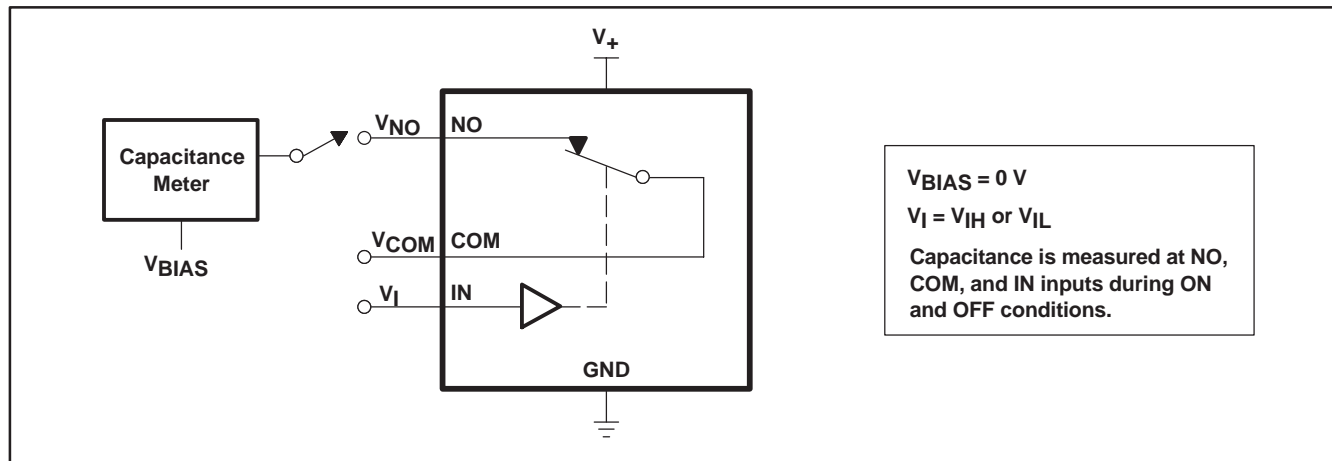 V+
VNO
NO
Capacitance
Meter
VBIAS
VCOM
COM
VI
IN
GND
VBIAS = 0 V
VI = VIH or VIL
Capacitance is measured at NO,
COM, and IN inputs during ON
and OFF conditions.